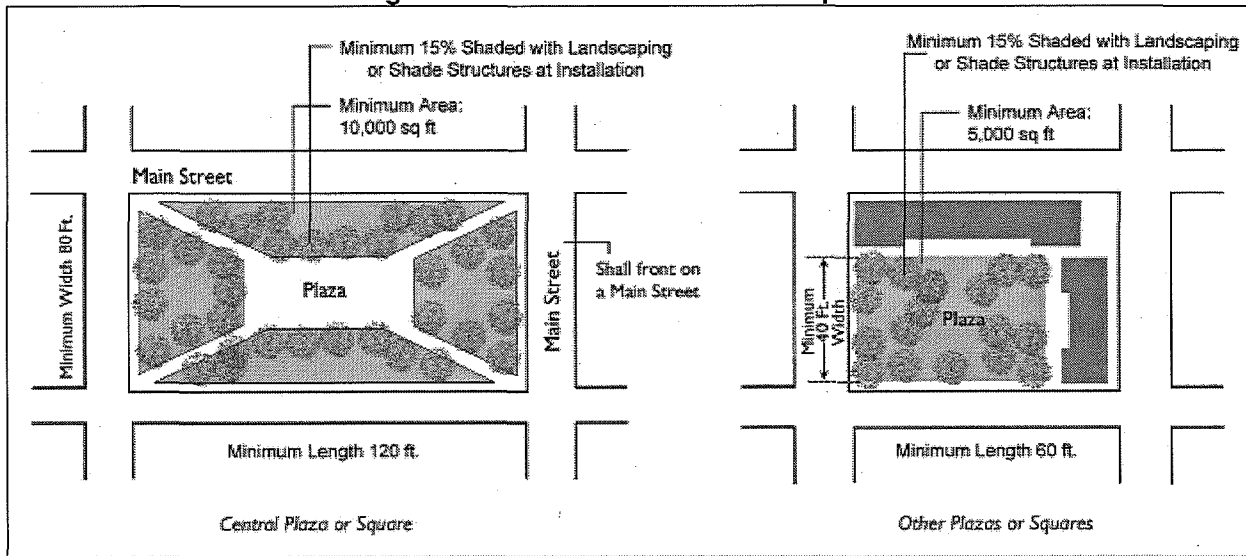 Minimum 15% Shaded with Landscaping
or Shade Structures at Installation
Minimum Area:
10,000 sq ft
Main Street
Minimum Width 80 Ft.
Plaza
Main Street
Shall front on
a Main Street
Minimum Length 120 ft.
Central Plaza or Square
Minimum 15% Shaded with Landscaping
or Shade Structures at Installation
Minimum Area:
5,000 sq ft
Minimum
40 Ft.
Width
Plaza
Minimum Length 60 ft.
Other Plazas or Squares